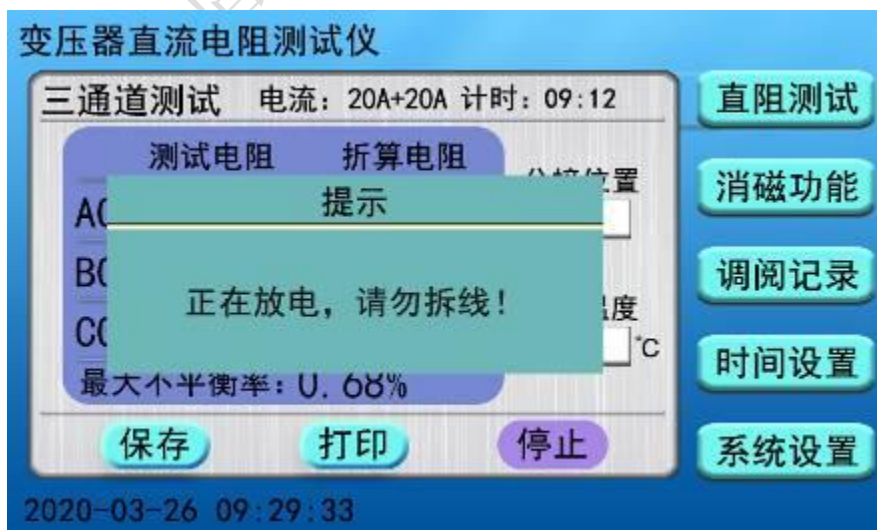 变压器直流电阻测试仪
三通道测试 电流：20A+20A 计时：09:12
直阻测试
测试电阻 折算电阻
消磁功能
提示
A
B
C
正在放电，请勿拆线！
调阅记录
℃
时间设置
最大不平衡率：0.68%
保存 打印 停止
系统设置
2020-03-26 09:29:33